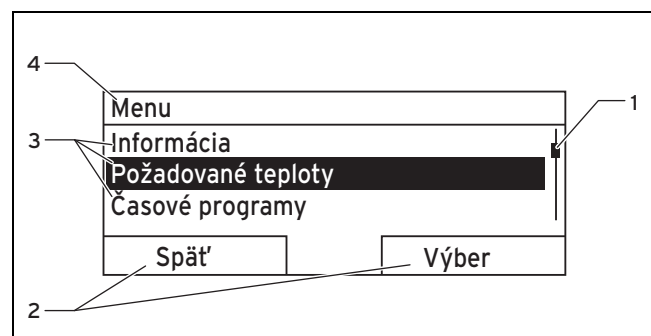 4
Menu
1
3
Informácia
Požadované teploty
Časové programy
Späť
Výber
2